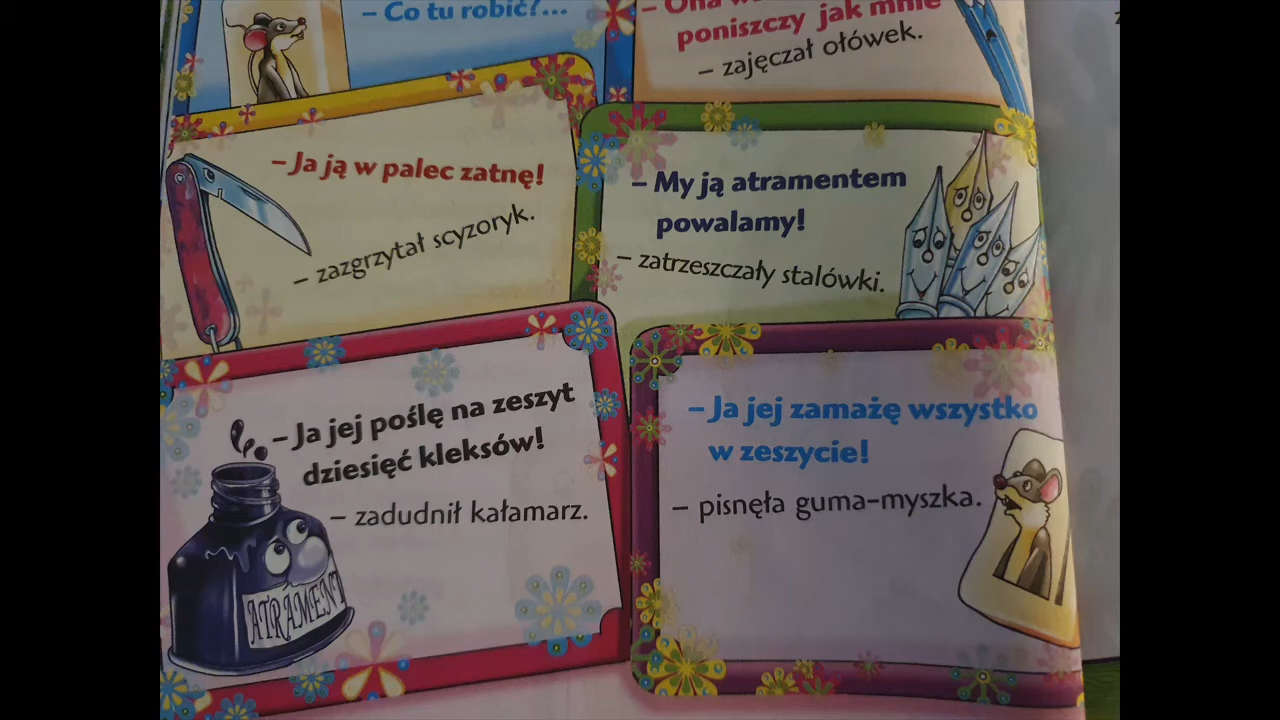 – Co tu robić?...
– Ona
poniszczy jak mnie
– zajęczał ołówek.
– Ja ją w palec zatnę!
– zazgrzytał scyzoryk.
– My ją atramentem
powalamy!
– zatrzeszczały stalówki.
– Ja jej poślę na zeszyt
dziesięć kleksów!
– zadudnił kałamarz.
ATRAMENT
– Ja jej zamażę wszystko
w zeszycie!
– pisnęła guma-myszka.